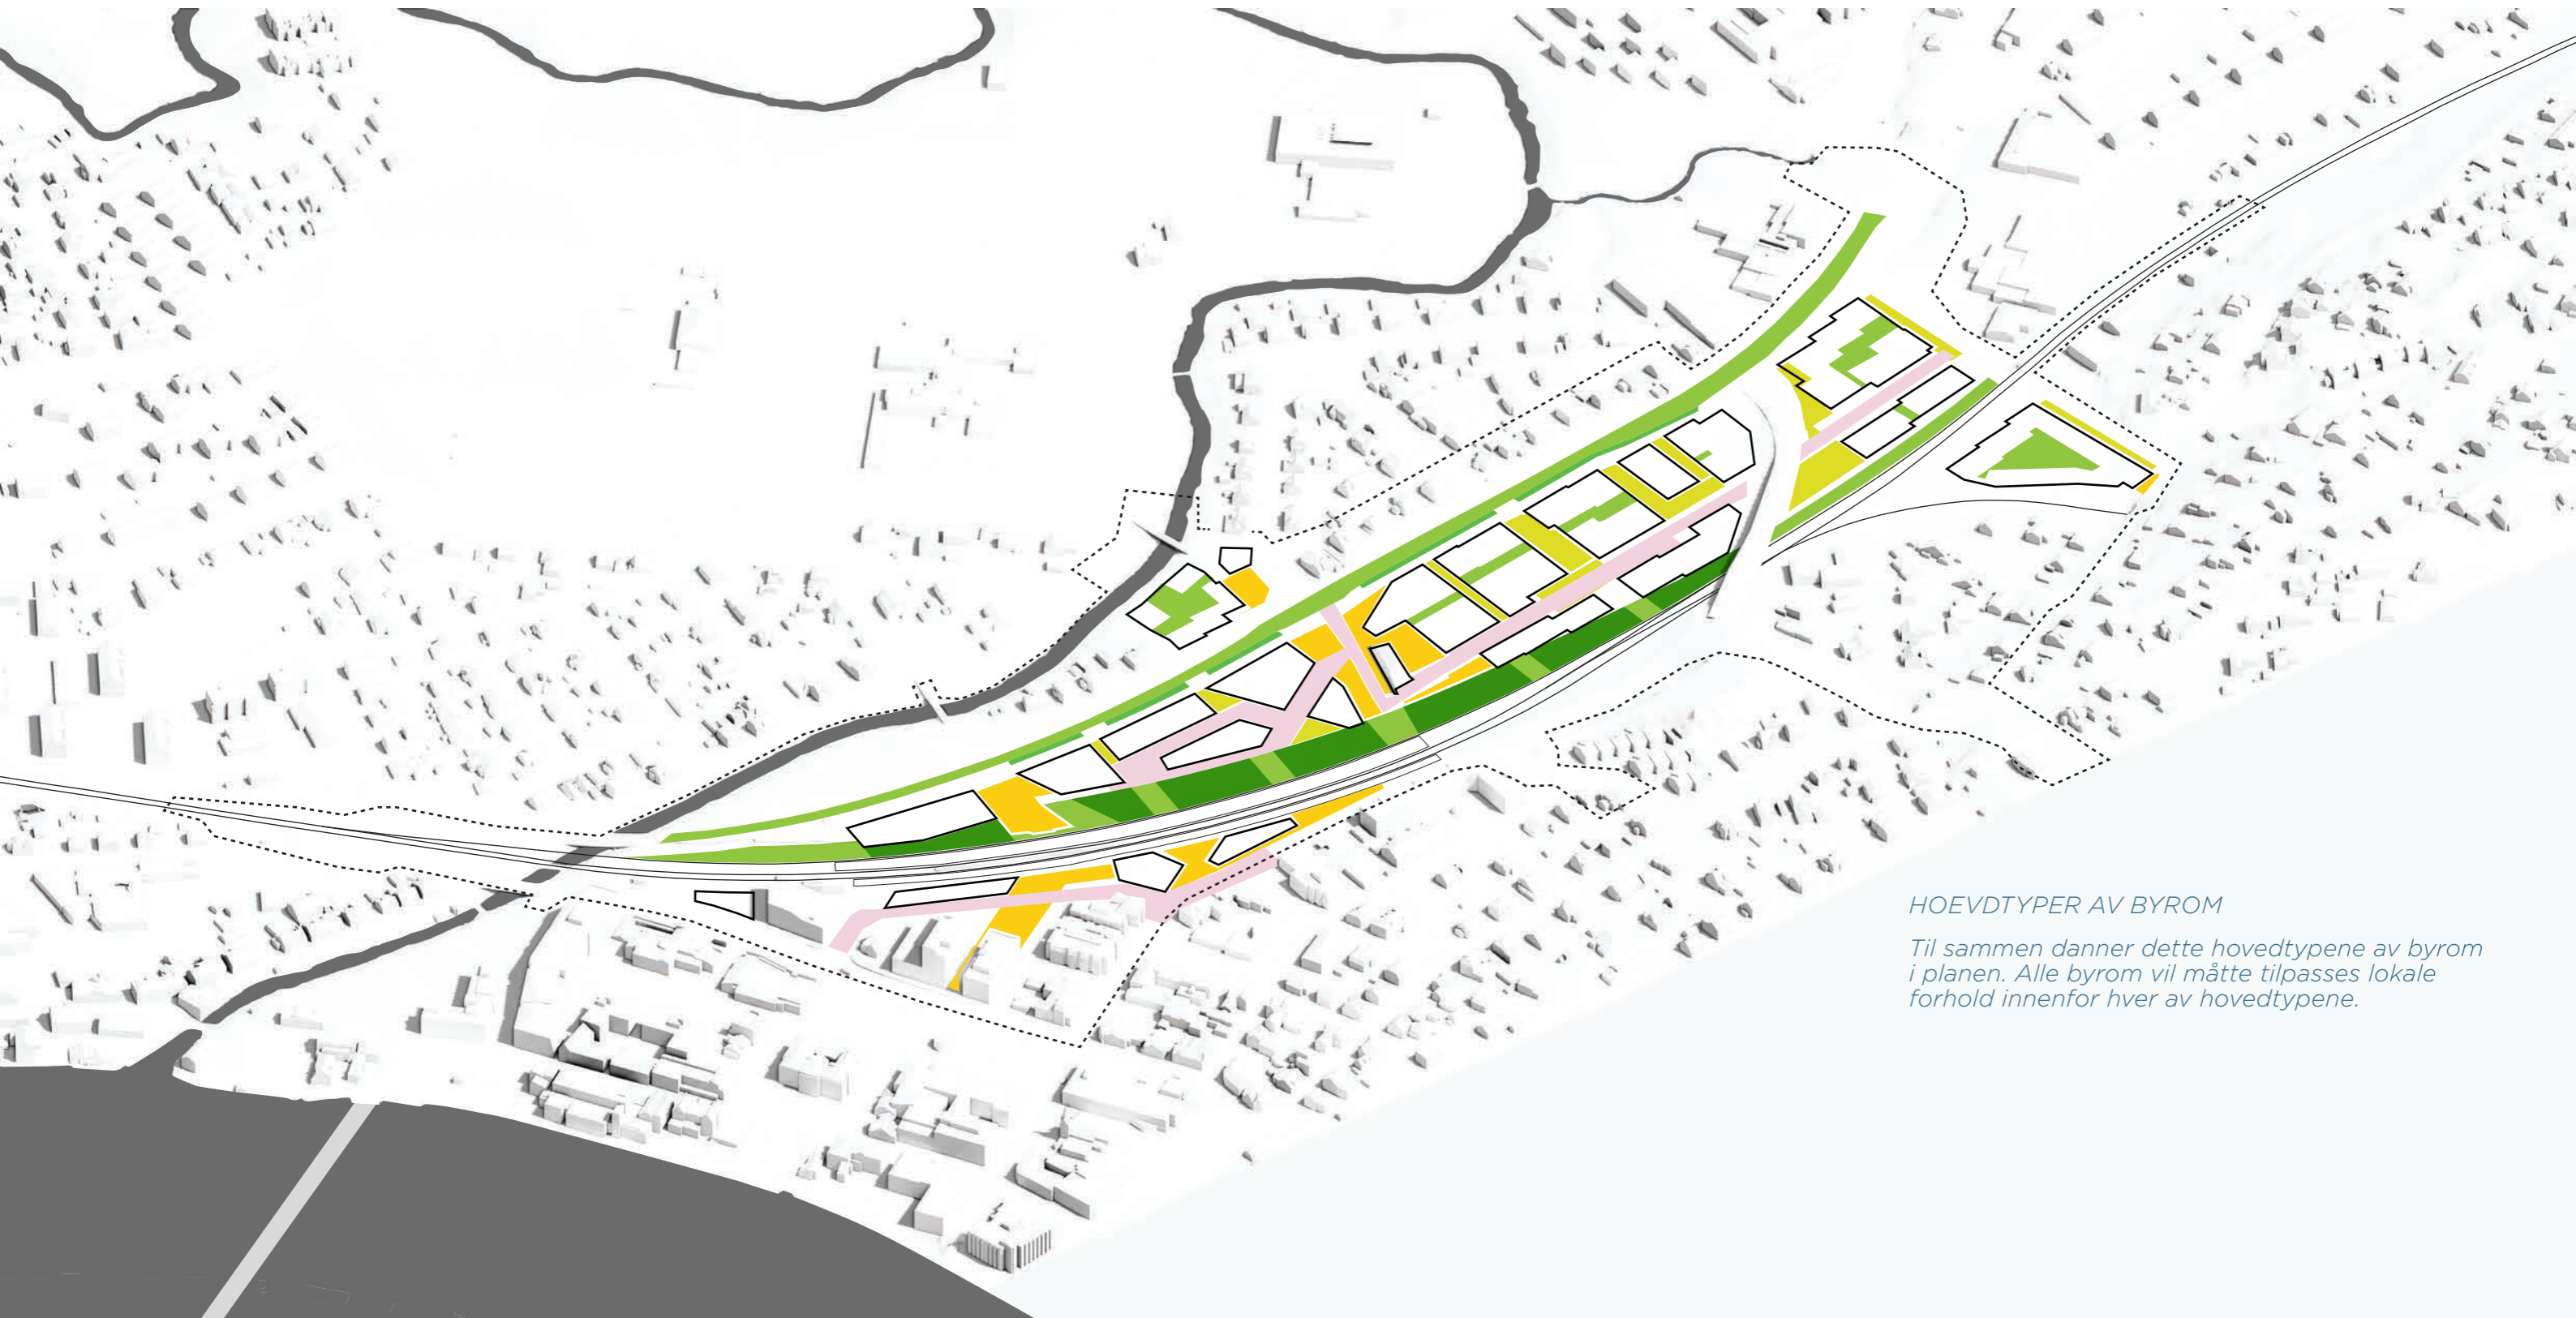 HOEVDTYPER AV BYROM
Til sammen danner dette hovedtypene av byrom
i planen. Alle byrom vil måtte tilpasses lokale
forhold innenfor hver av hovedtypene.